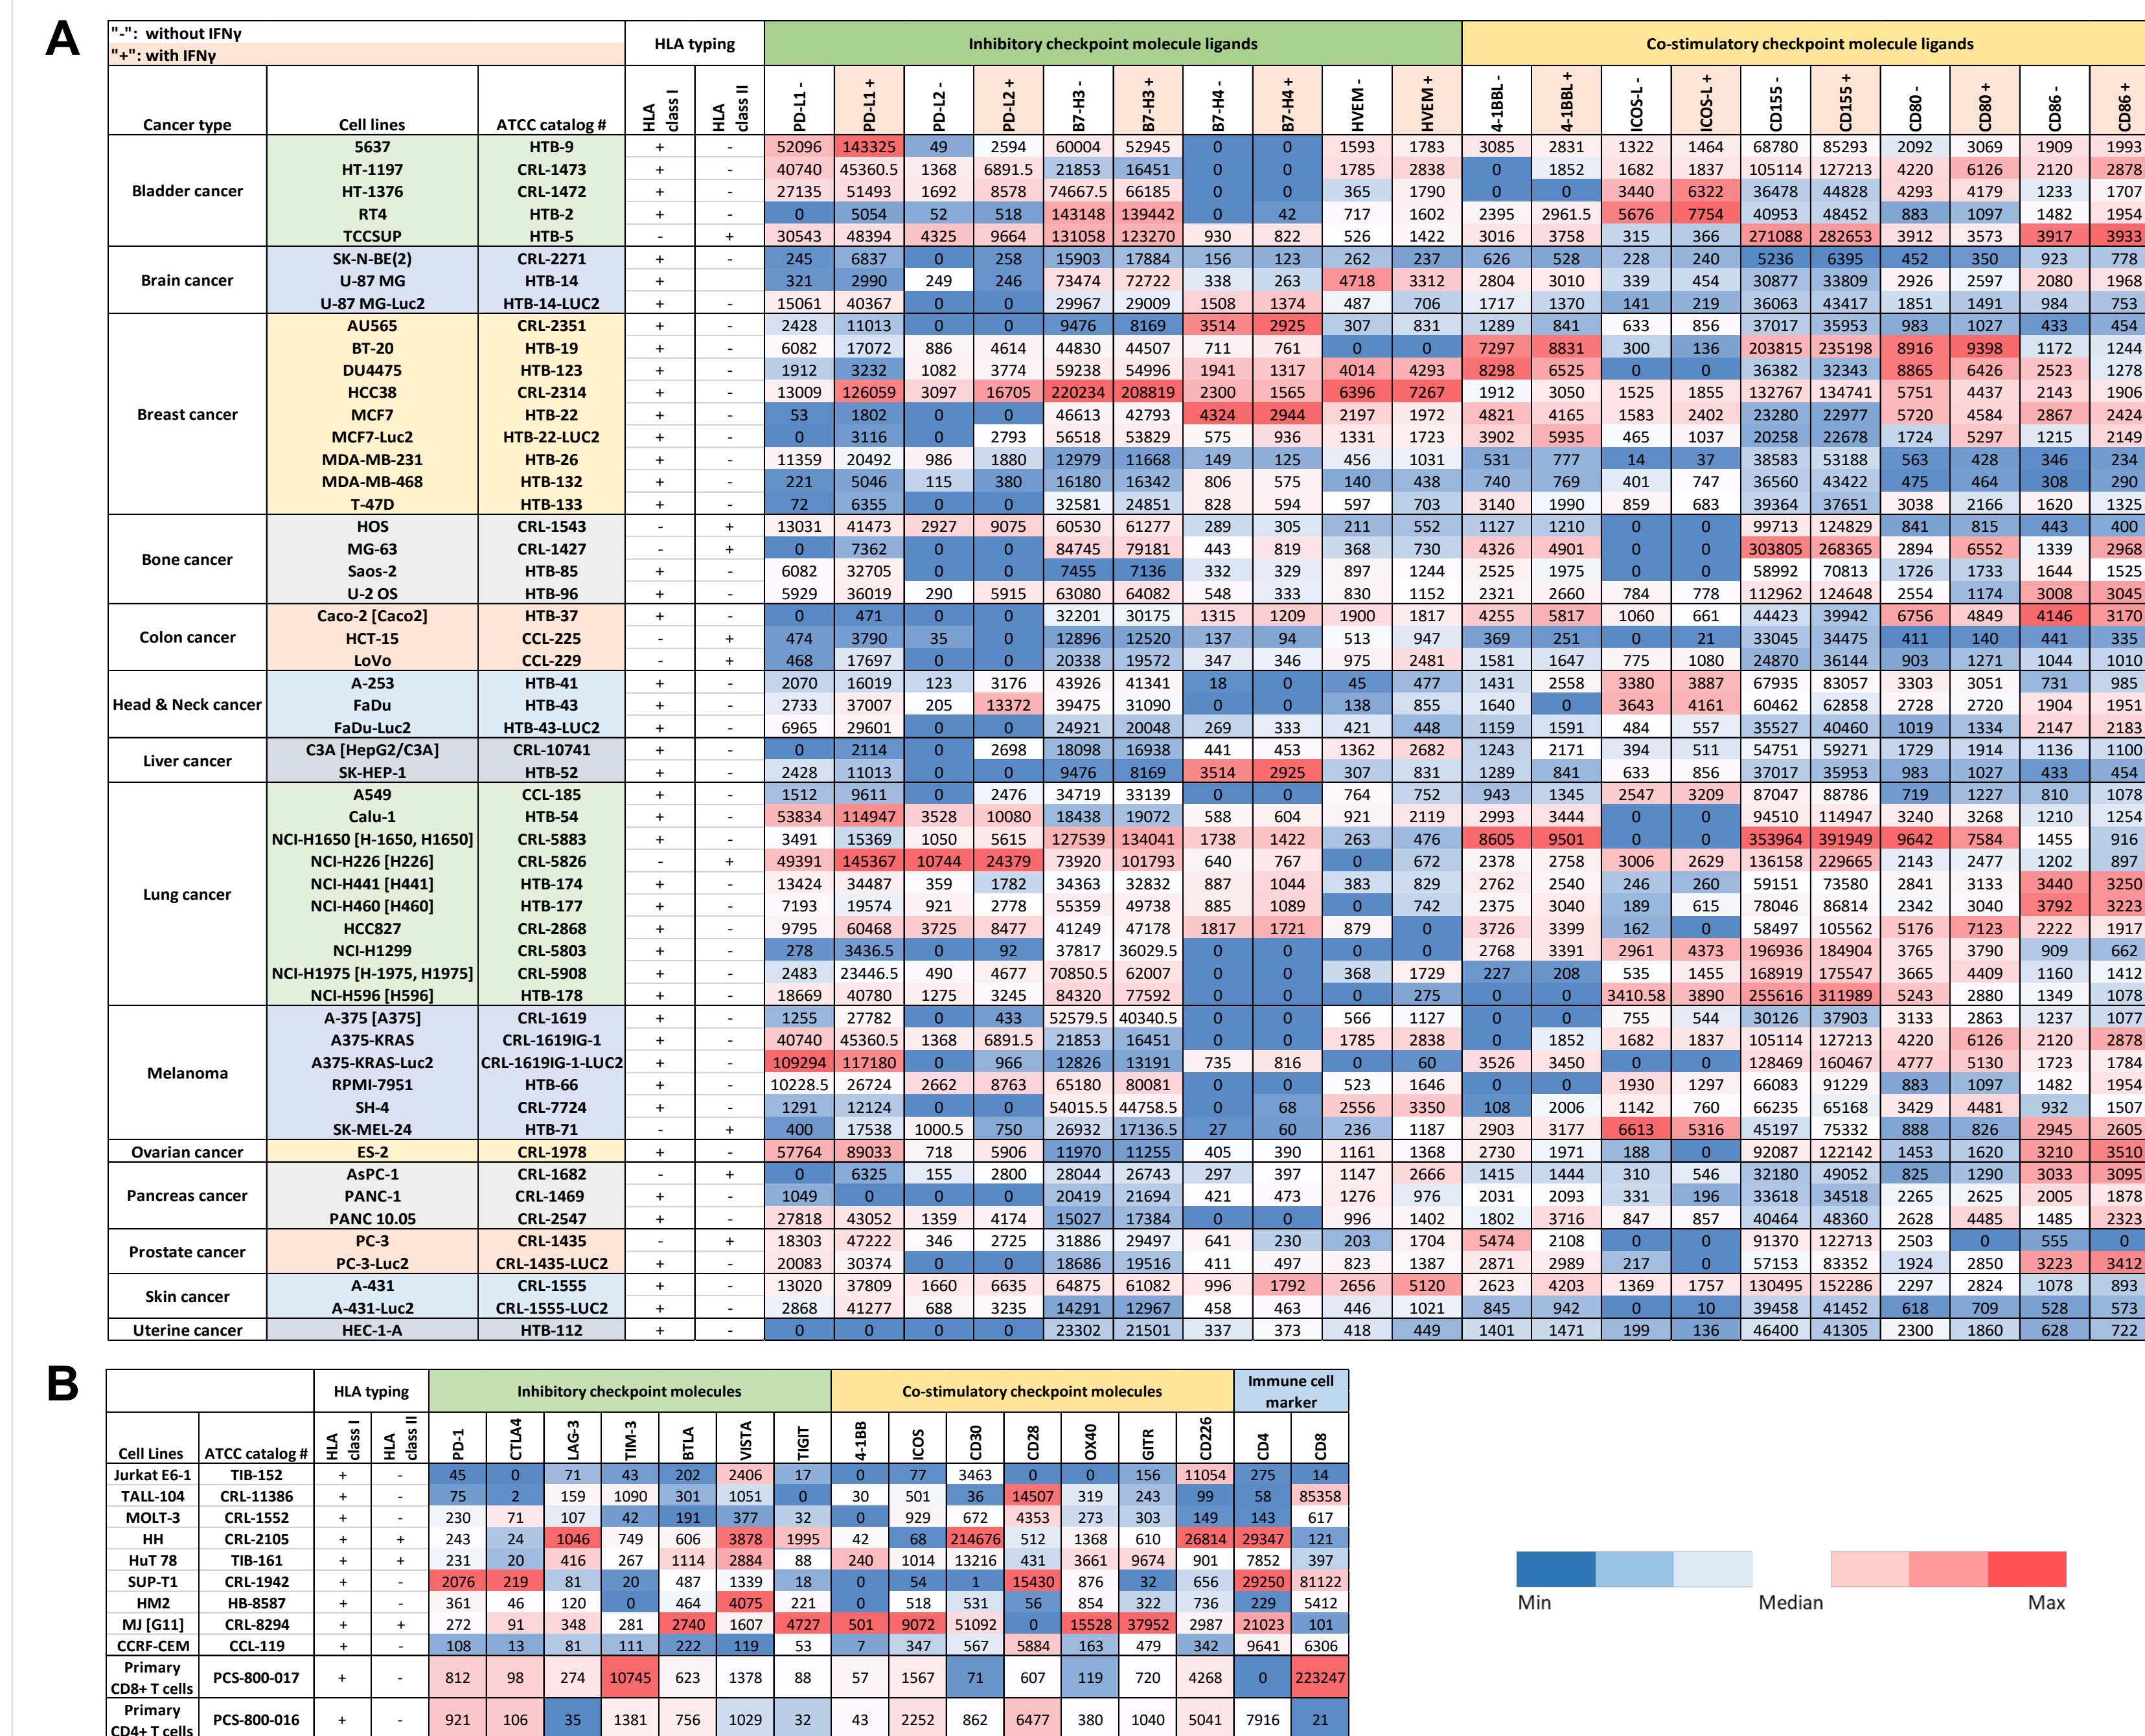 A
"-": without IFNγ
"+": with IFNγ
HLA typing
Inhibitory checkpoint molecule ligands
Co-stimulatory checkpoint molecule ligands
Cancer type Cell lines ATCC catalog # HLA class I HLA class II PD-L1 - PD-L1 + PD-L2 - PD-L2 + B7-H3 - B7-H3 + B7-H4 - B7-H4 + HVEM - HVEM + 4-1BBL - 4-1BBL + ICOS-L - ICOS-L + CD155 - CD155 + CD80 - CD80 + CD86 - CD86 +
Bladder cancer
5637 HTB-9 + - 52096 143325 49 2594 60004 52945 0 0 1593 1783 3085 2831 1322 1464 68780 85293 2092 3069 1909 1993
HT-1197 CRL-1473 + - 40740 45360.5 1368 6891.5 21853 16451 0 0 1785 2838 0 1852 1682 1837 105114 127213 4220 6126 2120 2878
HT-1376 CRL-1472 + - 27135 51493 1692 8578 74667.5 66185 0 0 365 1790 0 0 3440 6322 36478 44828 4293 4179 1233 1707
RT4 HTB-2 + - 0 5054 52 518 143148 139442 0 42 717 1602 2395 2961.5 5676 7754 40953 48452 883 1097 1482 1954
TCCSUP HTB-5 - + 30543 48394 4325 9664 131058 123270 930 822 526 1422 3016 3758 315 366 271088 282653 3912 3573 3917 3933
Brain cancer
SK-N-BE(2) CRL-2271 + - 245 6837 0 258 15903 17884 156 123 262 237 626 528 228 240 5236 6395 452 350 923 778
U-87 MG HTB-14 + - 321 2990 249 246 73474 72722 338 263 4718 3312 2804 3010 339 454 30877 33809 2926 2597 2080 1968
U-87 MG-Luc2 HTB-14-LUC2 + - 15061 40367 0 0 29967 29009 1508 1374 487 706 1717 1370 141 219 36063 43417 1851 1491 984 753
Breast cancer
AU565 CRL-2351 + - 2428 11013 0 0 9476 8169 3514 2925 307 831 1289 841 633 856 37017 35953 983 1027 433 454
BT-20 HTB-19 + - 6082 17072 886 4614 44830 44507 711 761 0 0 7297 8831 300 136 203815 235198 8916 9398 1172 1244
DU4475 HTB-123 + - 1912 3232 1082 3774 59238 54996 1941 1317 4014 4293 8298 6525 0 0 36382 32343 8865 6426 2523 1278
HCC38 CRL-2314 + - 13009 126059 3097 16705 220234 208819 2300 1565 6396 7267 1912 3050 1525 1855 132767 134741 5751 4437 2143 1906
MCF7 HTB-22 + - 53 1802 0 0 46613 42793 4324 2944 2197 1972 4821 4165 1583 2402 23280 22977 5720 4584 2867 2424
MCF7-Luc2 HTB-22-LUC2 + - 0 3116 0 2793 56518 53829 575 936 1331 1723 3902 5935 465 1037 20258 22678 1724 5297 1215 2149
MDA-MB-231 HTB-26 + - 11359 20492 986 1880 12979 11668 149 125 456 1031 531 777 14 37 38583 53188 563 428 346 234
MDA-MB-468 HTB-132 + - 221 5046 115 380 16180 16342 806 575 140 438 740 769 401 747 36560 43422 475 464 308 290
T-47D HTB-133 + - 72 6355 0 0 32581 24851 828 594 597 703 3140 1990 859 683 39364 37651 3038 2166 1620 1325
Bone cancer
HOS CRL-1543 - + 13031 41473 2927 9075 60530 61277 289 305 211 552 1127 1210 0 0 99713 124829 841 815 443 400
MG-63 CRL-1427 - + 0 7362 0 0 84745 79181 443 819 368 730 4326 4901 0 0 303805 268365 2894 6552 1339 2968
Saos-2 HTB-85 + - 6082 32705 0 0 7455 7136 332 329 897 1244 2525 1975 0 0 58992 70813 1726 1733 1644 1525
U-2 OS HTB-96 + - 5929 36019 290 5915 63080 64082 548 333 830 1152 2321 2660 784 778 112962 124648 2554 1174 3008 3045
Colon cancer
Caco-2 [Caco2] HTB-37 + - 0 471 0 0 32201 30175 1315 1209 1900 1817 4255 5817 1060 661 44423 39942 6756 4849 4146 3170
HCT-15 CCL-225 - + 474 3790 35 0 12896 12520 137 94 513 947 369 251 0 21 33045 34475 411 140 441 335
LoVo CCL-229 - + 468 17697 0 0 20338 19572 347 346 975 2481 1581 1647 775 1080 24870 36144 903 1271 1044 1010
Head & Neck cancer
A-253 HTB-41 + - 2070 16019 123 3176 43926 41341 18 0 45 477 1431 2558 3380 3887 67935 83057 3303 3051 731 985
FaDu HTB-43 + - 2733 37007 205 13372 39475 31090 0 0 138 855 1640 0 3643 4161 60462 62858 2728 2720 1904 1951
FaDu-Luc2 HTB-43-LUC2 + - 6965 29601 0 0 24921 20048 269 333 421 448 1159 1591 484 557 35527 40460 1019 1334 2147 2183
Liver cancer
C3A [HepG2/C3A] CRL-10741 + - 0 2114 0 2698 18098 16938 441 453 1362 2682 1243 2171 394 511 54751 59271 1729 1914 1136 1100
SK-HEP-1 HTB-52 + - 2428 11013 0 0 9476 8169 3514 2925 307 831 1289 841 633 856 37017 35953 983 1027 433 454
Lung cancer
A549 CCL-185 + - 1512 9611 0 2476 34719 33139 0 0 764 752 943 1345 2547 3209 87047 88786 719 1227 810 1078
Calu-1 HTB-54 + - 53834 114947 3528 10080 18438 19072 588 604 921 2119 2993 3444 0 0 94510 114947 3240 3268 1210 1254
NCI-H1650 [H-1650, H1650] CRL-5883 + - 3491 15369 1050 5615 127539 134041 1738 1422 263 476 8605 9501 0 0 353964 391949 9642 7584 1455 916
NCI-H226 [H226] CRL-5826 - + 49391 145367 10744 24379 73920 101793 640 767 0 672 2378 2758 3006 2629 136158 229665 2143 2477 1202 897
NCI-H441 [H441] HTB-174 + - 13424 34487 359 1782 34363 32832 887 1044 383 829 2762 2540 246 260 59151 73580 2841 3133 3440 3250
NCI-H460 [H460] HTB-177 + - 7193 19574 921 2778 55359 49738 885 1089 0 742 2375 3040 189 615 78046 86814 2342 3040 3792 3223
HCC827 CRL-2868 + - 9795 60468 3725 8477 41249 47178 1817 1721 879 0 3726 3399 162 0 58497 105562 5176 7123 2222 1917
NCI-H1299 CRL-5803 + - 278 3436.5 0 92 37817 36029.5 0 0 0 0 2768 3391 2961 4373 196936 184904 3765 3790 909 662
NCI-H1975 [H-1975, H1975] CRL-5908 + - 2483 23446.5 490 4677 70850.5 62007 0 0 368 1729 227 208 535 1455 168919 175547 3665 4409 1160 1412
NCI-H596 [H596] HTB-178 + - 18669 40780 1275 3245 84320 77592 0 0 0 275 0 0 3410.58 3890 255616 311989 5243 2880 1349 1078
Melanoma
A-375 [A375] CRL-1619 + - 1255 27782 0 433 52579.5 40340.5 0 0 566 1127 0 0 755 544 30126 37903 3133 2863 1237 1077
A375-KRAS CRL-1619IG-1 + - 40740 45360.5 1368 6891.5 21853 16451 0 0 1785 2838 0 1852 1682 1837 105114 127213 4220 6126 2120 2878
A375-KRAS-Luc2 CRL-1619IG-1-LUC2 + - 109294 117180 0 966 12826 13191 735 816 0 60 3526 3450 0 0 128469 160467 4777 5130 1723 1784
RPMI-7951 HTB-66 + - 10228.5 26724 2662 8763 65180 80081 0 0 523 1646 0 0 1930 1297 66083 91229 883 1097 1482 1954
SH-4 CRL-7724 + - 1291 12124 0 0 54015.5 44758.5 0 68 2556 3350 108 2006 1142 760 66235 65168 3429 4481 932 1507
SK-MEL-24 HTB-71 - + 400 17538 1000.5 750 26932 17136.5 27 60 236 1187 2903 3177 6613 5316 45197 75332 888 826 2945 2605
Ovarian cancer ES-2 CRL-1978 + - 57764 89033 718 5906 11970 11255 405 390 1161 1368 2730 1971 188 0 92087 122142 1453 1620 3210 3510
Pancreas cancer
AsPC-1 CRL-1682 - + 0 6325 155 2800 28044 26743 297 397 1147 2666 1415 1444 310 546 32180 49052 825 1290 3033 3095
PANC-1 CRL-1469 + - 1049 0 0 0 20419 21694 421 473 1276 976 2031 2093 331 196 33618 34518 2265 2625 2005 1878
PANC 10.05 CRL-2547 + - 27818 43052 1359 4174 15027 17384 0 0 996 1402 1802 3716 847 857 40464 48360 2628 4485 1485 2323
Prostate cancer
PC-3 CRL-1435 - + 18303 47222 346 2725 31886 29497 641 230 203 1704 5474 2108 0 0 91370 122713 2503 0 555 0
PC-3-Luc2 CRL-1435-LUC2 + - 20083 30374 0 0 18686 19516 411 497 823 1387 2871 2989 217 0 57153 83352 1924 2850 3223 3412
Skin cancer
A-431 CRL-1555 + - 13020 37809 1660 6635 64875 61082 996 1792 2656 5120 2623 4203 1369 1757 130495 152286 2297 2824 1078 893
A-431-Luc2 CRL-1555-LUC2 + - 2868 41277 688 3235 14291 12967 458 463 446 1021 845 942 0 10 39458 41452 618 709 528 573
Uterine cancer HEC-1-A HTB-112 + - 0 0 0 0 23302 21501 337 373 418 449 1401 1471 199 136 46400 41305 2300 1860 628 722
B
HLA typing Inhibitory checkpoint molecules Co-stimulatory checkpoint molecules Immune cell marker
Cell Lines ATCC catalog # HLA class I HLA class II PD-1 CTLA4 LAG-3 TIM-3 BTLA VISTA TIGIT 4-1BB ICOS CD30 CD28 OX40 GITR CD226 CD4 CD8
Jurkat E6-1 TIB-152 + - 45 0 71 43 202 2406 17 0 77 3463 0 0 156 11054 275 14
TALL-104 CRL-11386 + - 75 2 159 1090 301 1051 0 30 501 36 14507 319 243 99 58 85358
MOLT-3 CRL-1552 + - 230 71 107 42 191 377 32 0 929 672 4353 273 303 149 143 617
HH CRL-2105 + + 243 24 1046 749 606 3878 1995 42 68 214676 512 1368 610 26814 29347 121
HuT 78 TIB-161 + + 231 20 416 267 1114 2884 88 240 1014 13216 431 3661 9674 901 7852 397
SUP-T1 CRL-1942 + - 2076 219 81 20 487 1339 18 0 54 1 15430 876 32 656 29250 81122
HM2 HB-8587 + - 361 46 120 0 464 4075 221 0 518 531 56 854 322 736 229 5412
MJ [G11] CRL-8294 + + 272 91 348 281 2740 1607 4727 501 9072 51092 0 15528 37952 2987 21023 101
CCRF-CEM CCL-119 + - 108 13 81 111 222 119 53 7 347 567 5884 163 479 342 9641 6306
Primary CD8+ T cells PCS-800-017 + - 812 98 274 10745 623 1378 88 57 1567 71 607 119 720 4268 0 223247
Primary CD4+ T cells PCS-800-016 + - 921 106 35 1381 756 1029 32 43 2252 862 6477 380 1040 5041 7916 21
Min Median Max